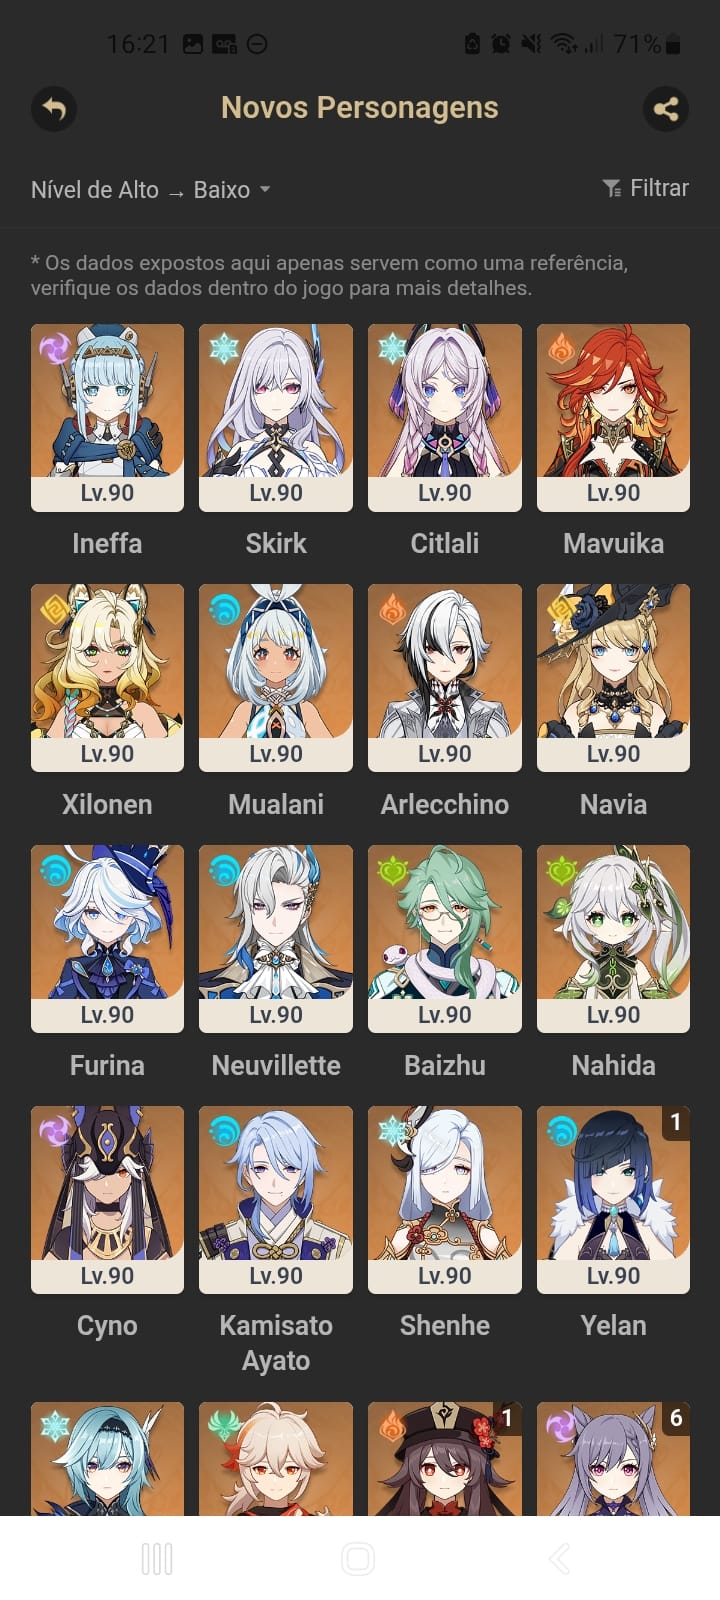 16:21
71%
Novos Personagens
Nível de Alto → Baixo
Filtrar
* Os dados expostos aqui apenas servem como uma referência,
verifique os dados dentro do jogo para mais detalhes.
Lv.90 Lv.90 Lv.90 Lv.90
Ineffa Skirk Citlali Mavuika
Lv.90 Lv.90 Lv.90 Lv.90
Xilonen Mualani Arlecchino Navia
Lv.90 Lv.90 Lv.90 Lv.90
Furina Neuvillette Baizhu Nahida
1
Lv.90 Lv.90 Lv.90 Lv.90
Cyno Kamisato Shenhe Yelan
Ayato
1 6